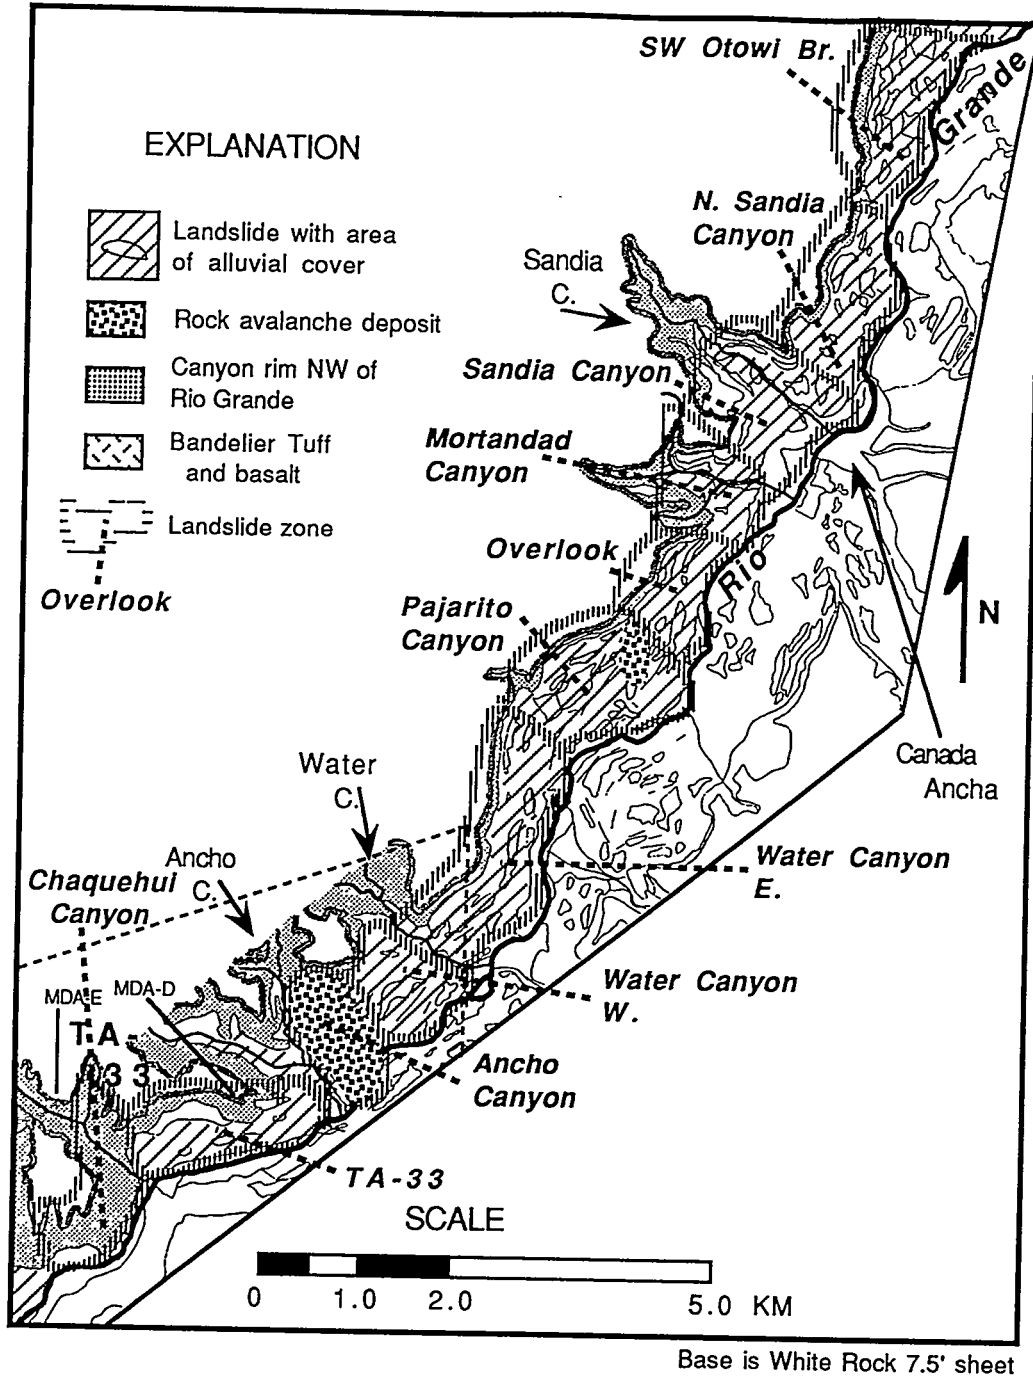 SW Otowi Br.
Grande
EXPLANATION
N. Sandia
Canyon
Landslide with area
of alluvial cover
Sandia
C.
Rock avalanche deposit
Canyon rim NW of
Rio Grande
Sandia Canyon
Bandelier Tuff
and basalt
Mortandad
Canyon
Landslide zone
Overlook
Overlook
Rio
Pajarito
Canyon
N
Water
C.
Canada
Ancha
Ancho
C.
Chaquehui
Canyon
Water Canyon
E.
MDA-E
MDA-D
Water Canyon
W.
TA
33
Ancho
Canyon
TA-33
SCALE
0 1.0 2.0 5.0 KM
Base is White Rock 7.5' sheet